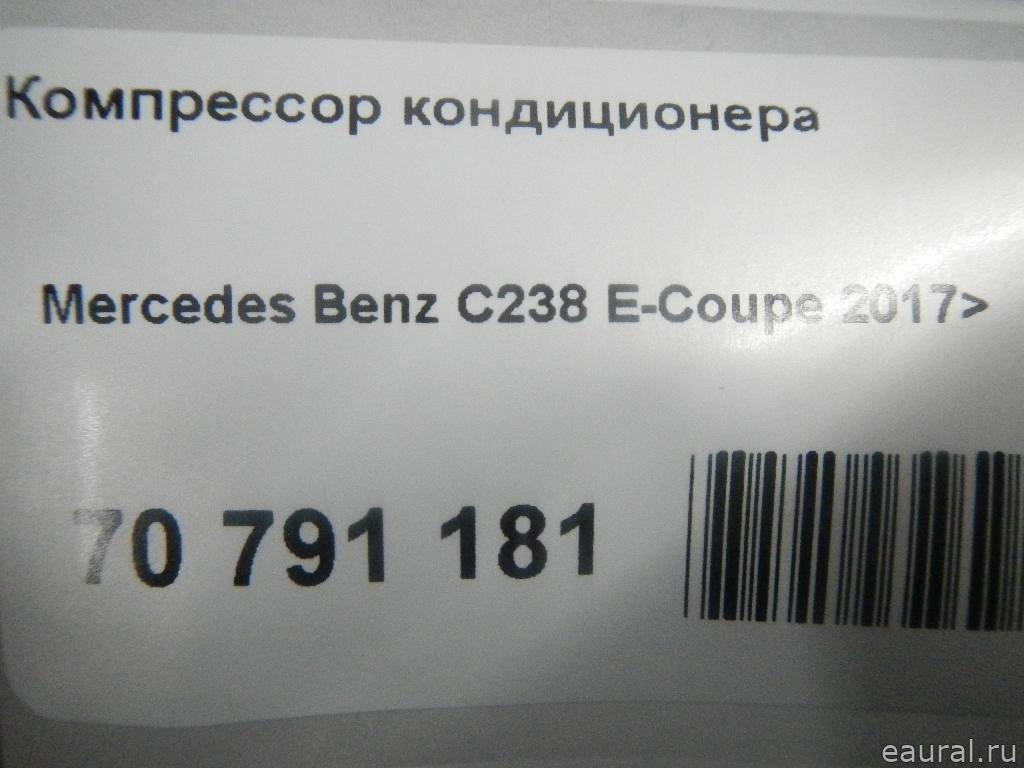 Компрессор кондиционера
Mercedes Benz C238 E-Coupe 2017>
70 791 181
eaural.ru